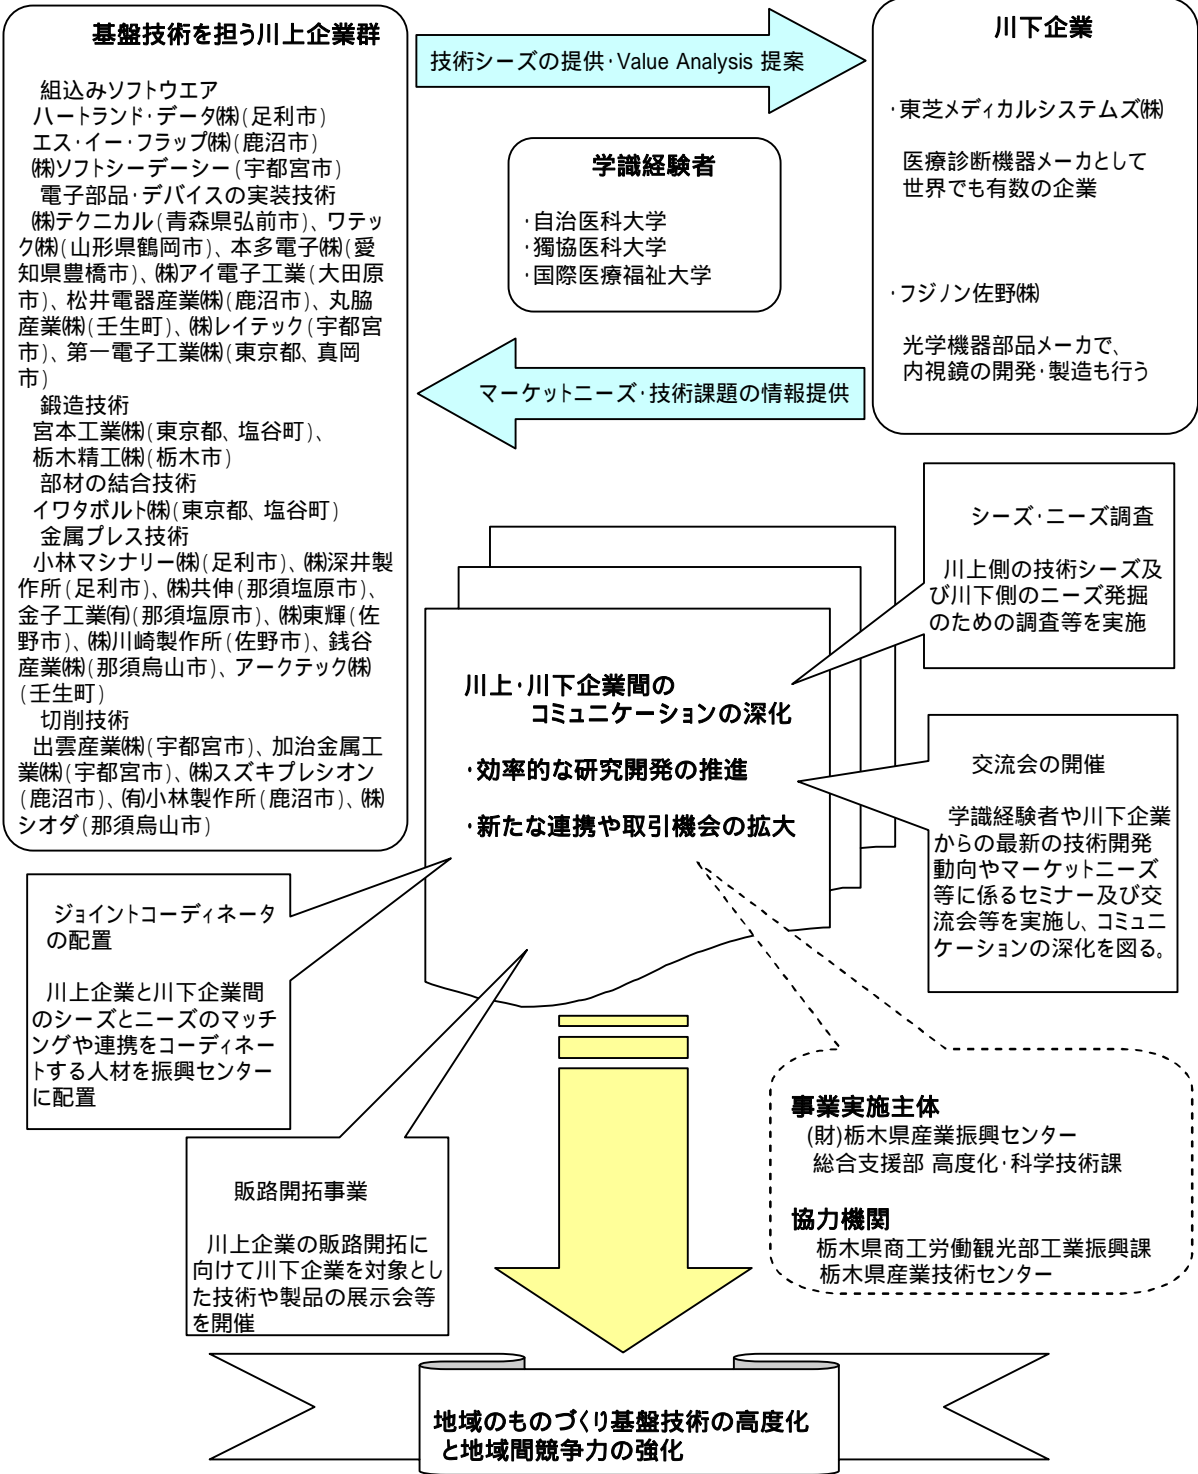 基盤技術を担う川上企業群
組込みソフトウエア
ハートランド・データ㈱(足利市)
エス・イー・フラップ㈱(鹿沼市)
㈱ソフトシーデーシー(宇都宮市)
電子部品・デバイスの実装技術
㈱テクニカル(青森県弘前市)、ワテッ
ク㈱(山形県鶴岡市)、本多電子㈱(愛
知県豊橋市)、㈱アイ電子工業(大田原
市)、松井電器産業㈱(鹿沼市)、丸脇
産業㈱(壬生町)、㈱レイテック(宇都宮
市)、第一電子工業㈱(東京都、真岡
市)
鍛造技術
宮本工業㈱(東京都、塩谷町)、
栃木精工㈱(栃木市)
部材の結合技術
イワタボルト㈱(東京都、塩谷町)
金属プレス技術
小林マシナリー㈱(足利市)、㈱深井製
作所(足利市)、㈱共伸(那須塩原市)、
金子工業㈲(那須塩原市)、㈱東輝(佐
野市)、㈱川崎製作所(佐野市)、銭谷
産業㈱(那須烏山市)、アークテック㈱
(壬生町)
切削技術
出雲産業㈱(宇都宮市)、加治金属工
業㈱(宇都宮市)、㈱スズキプレシオン
(鹿沼市)、㈲小林製作所(鹿沼市)、㈱
シオダ(那須烏山市)
技術シーズの提供・Value Analysis 提案
学識経験者
・自治医科大学
・獨協医科大学
・国際医療福祉大学
マーケットニーズ・技術課題の情報提供
川下企業
・東芝メディカルシステムズ㈱
医療診断機器メーカとして
世界でも有数の企業
・フジノン佐野㈱
光学機器部品メーカで、
内視鏡の開発・製造も行う
シーズ・ニーズ調査
川上側の技術シーズ及
び川下側のニーズ発掘
のための調査等を実施
川上・川下企業間の
コミュニケーションの深化
・効率的な研究開発の推進
・新たな連携や取引機会の拡大
交流会の開催
学識経験者や川下企業
からの最新の技術開発
動向やマーケットニーズ
等に係るセミナー及び交
流会等を実施し、コミュニ
ケーションの深化を図る。
ジョイントコーディネータ
の配置
川上企業と川下企業間
のシーズとニーズのマッチ
ングや連携をコーディネー
トする人材を振興センター
に配置
販路開拓事業
川上企業の販路開拓に
向けて川下企業を対象とし
た技術や製品の展示会等
を開催
事業実施主体
(財)栃木県産業振興センター
総合支援部 高度化・科学技術課
協力機関
栃木県商工労働観光部工業振興課
栃木県産業技術センター
地域のものづくり基盤技術の高度化
と地域間競争力の強化